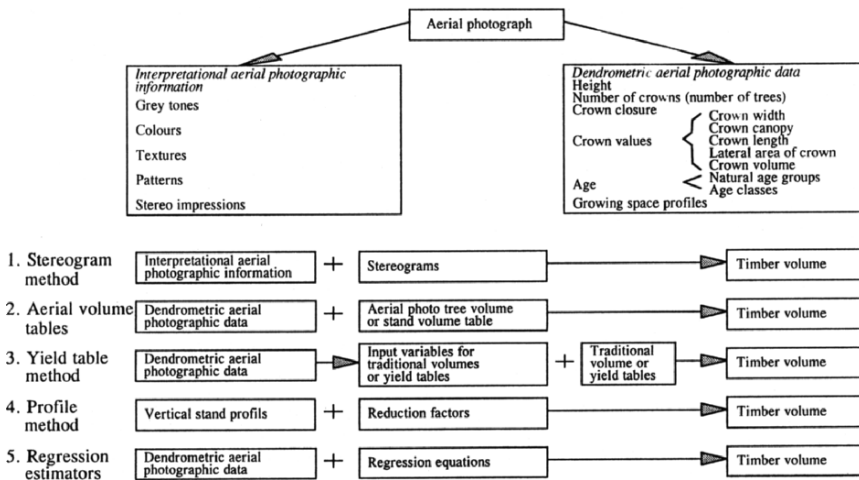 Aerial photograph
Interpretational aerial photographic
information
Grey tones
Colours
Textures
Patterns
Stereo impressions
Dendrometric aerial photographic data
Height
Number of crowns (number of trees)
Crown closure
Crown values
Crown width
Crown canopy
Crown length
Lateral area of crown
Crown volume
Age
Natural age groups
Age classes
Growing space profiles
1. Stereogram
method
Interpretational aerial
photographic information
+
Stereograms
Timber volume
2. Aerial volume
tables
Dendrometric aerial
photographic data
+
Aerial photo tree volume
or stand volume table
Timber volume
3. Yield table
method
Dendrometric aerial
photographic data
Input variables for
traditional volumes
or yield tables
+
Traditional
volume or
yield tables
Timber volume
4. Profile
method
Vertical stand profils
+
Reduction factors
Timber volume
5. Regression
estimators
Dendrometric aerial
photographic data
+
Regression equations
Timber volume